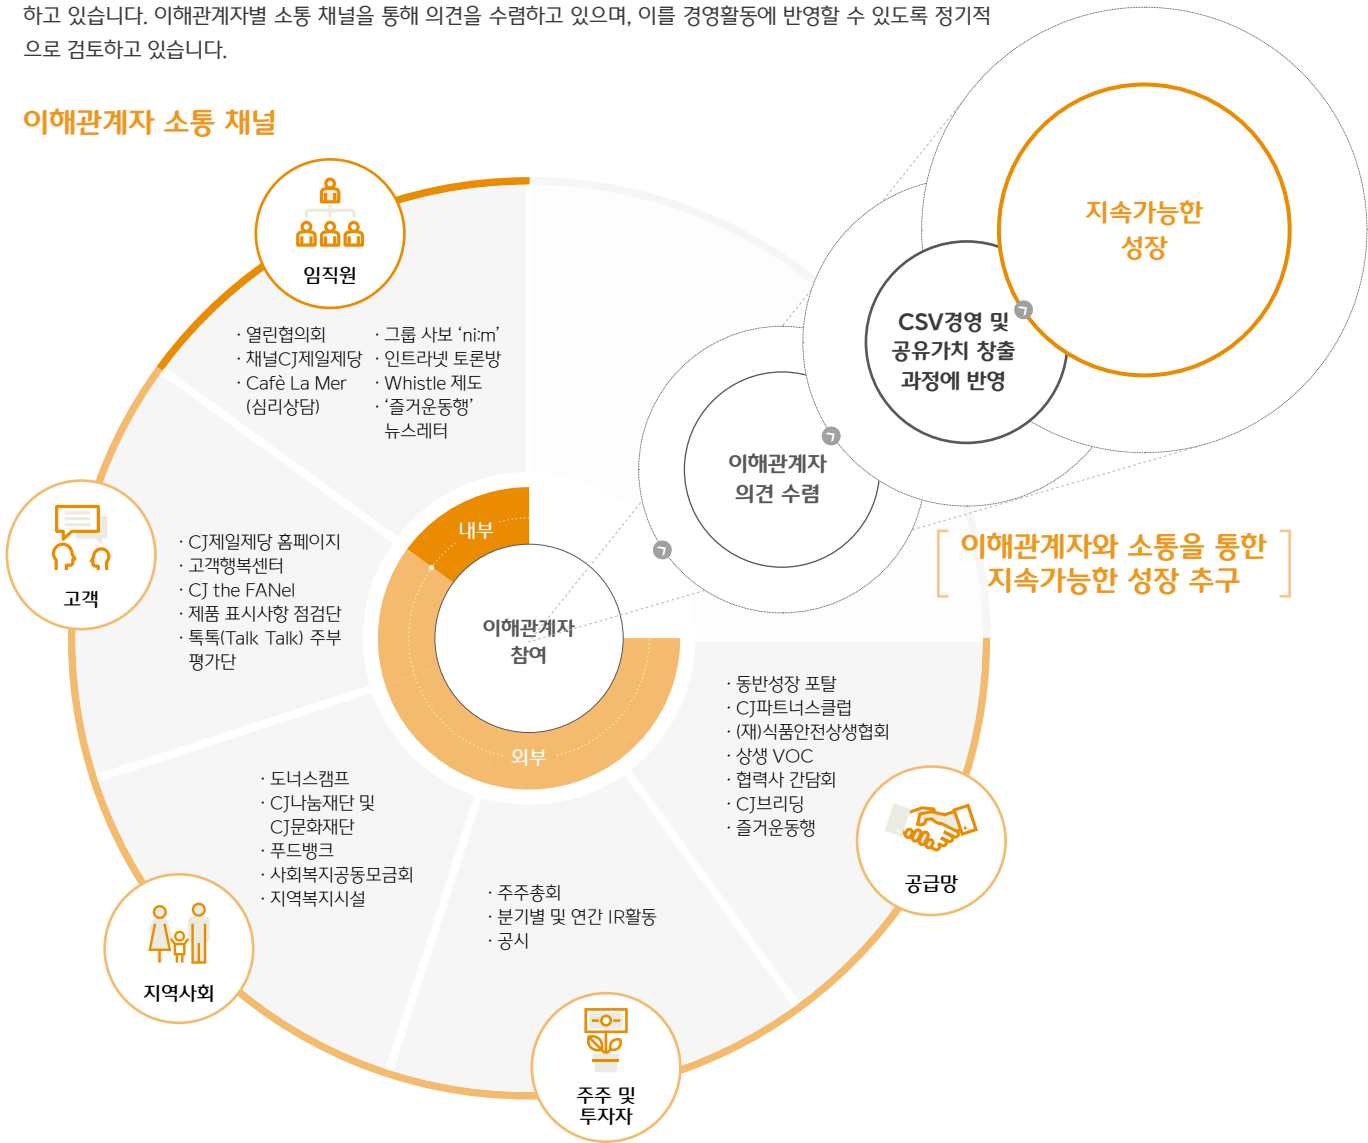 하고 있습니다. 이해관계자별 소통 채널을 통해 의견을 수렴하고 있으며, 이를 경영활동에 반영할 수 있도록 정기적
으로 검토하고 있습니다.
이해관계자 소통 채널
임직원
· 열린협의회
· 채널CJ제일제당
· Cafè La Mer
(심리상담)
· 그룹 사보 ‘ni:m’
· 인트라넷 토론방
· Whistle 제도
· ‘즐거운동행’
뉴스레터
고객
· CJ제일제당 홈페이지
· 고객행복센터
· CJ the FANel
· 제품 표시사항 점검단
· 톡톡(Talk Talk) 주부
평가단
지역사회
· 도너스캠프
· CJ나눔재단 및
CJ문화재단
· 푸드뱅크
· 사회복지공동모금회
· 지역복지시설
주주 및
투자자
· 주주총회
· 분기별 및 연간 IR활동
· 공시
공급망
· 동반성장 포탈
· CJ파트너스클럽
· (재)식품안전상생협회
· 상생 VOC
· 협력사 간담회
· CJ브리딩
· 즐거운동행
내부
외부
이해관계자
참여
이해관계자
의견 수렴
CSV경영 및
공유가치 창출
과정에 반영
지속가능한
성장
이해관계자와 소통을 통한
지속가능한 성장 추구